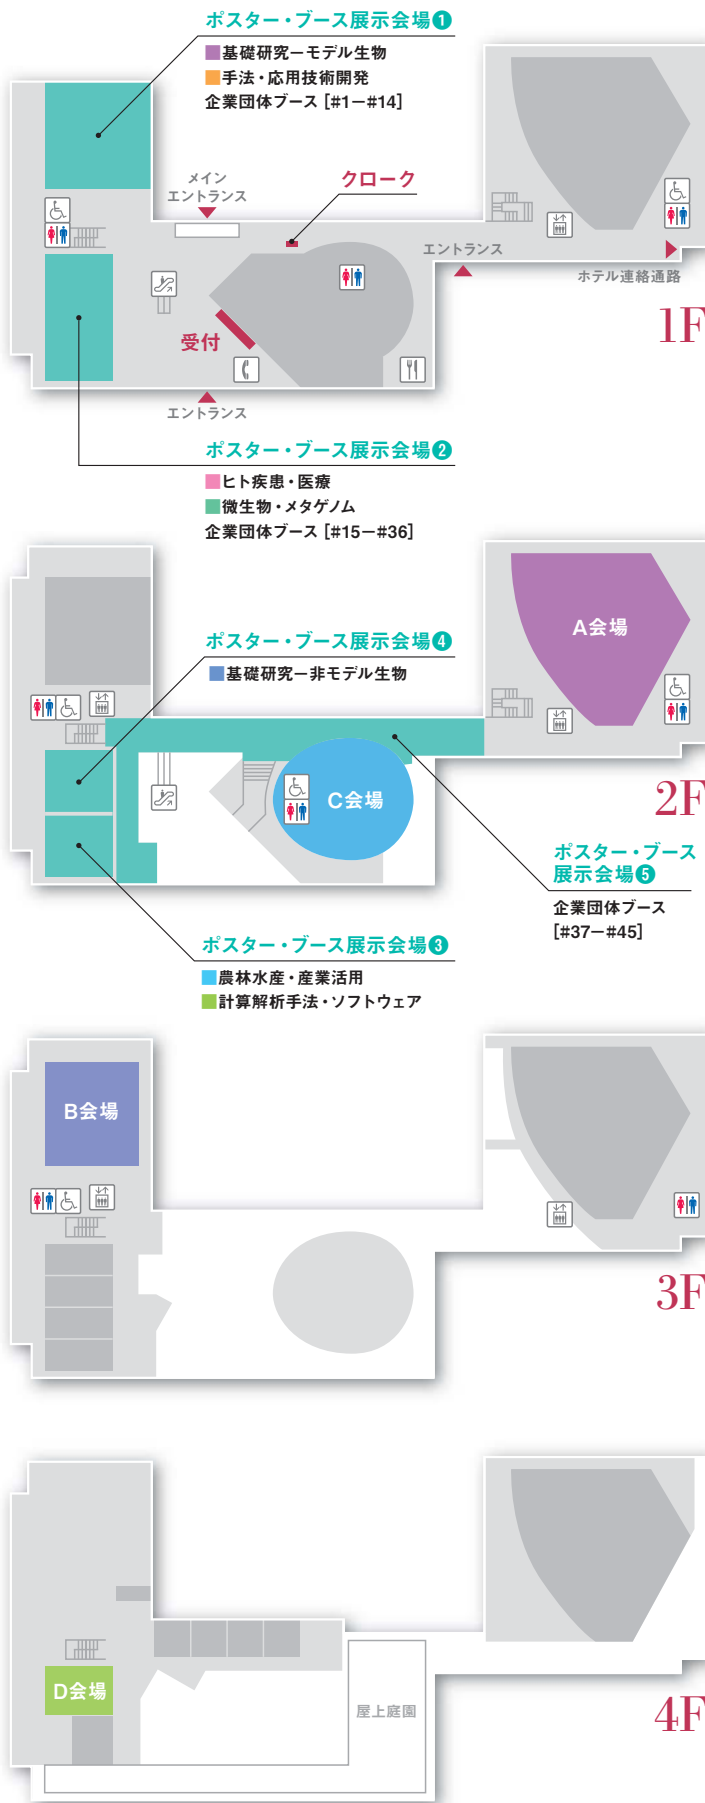 ポスター・ブース展示会場❶
■基礎研究ーモデル生物
■手法・応用技術開発
企業団体ブース [#1ー#14]
メイン
エントランス
クローク
エントランス
ホテル連絡通路
1F
受付
エントランス
ポスター・ブース展示会場❷
■ヒト疾患・医療
■微生物・メタゲノム
企業団体ブース [#15ー#36]
A会場
ポスター・ブース展示会場❹
■基礎研究ー非モデル生物
2F
C会場
ポスター・ブース
展示会場❺
企業団体ブース
[#37ー#45]
ポスター・ブース展示会場❸
■農林水産・産業活用
■計算解析手法・ソフトウェア
B会場
3F
D会場
屋上庭園
4F